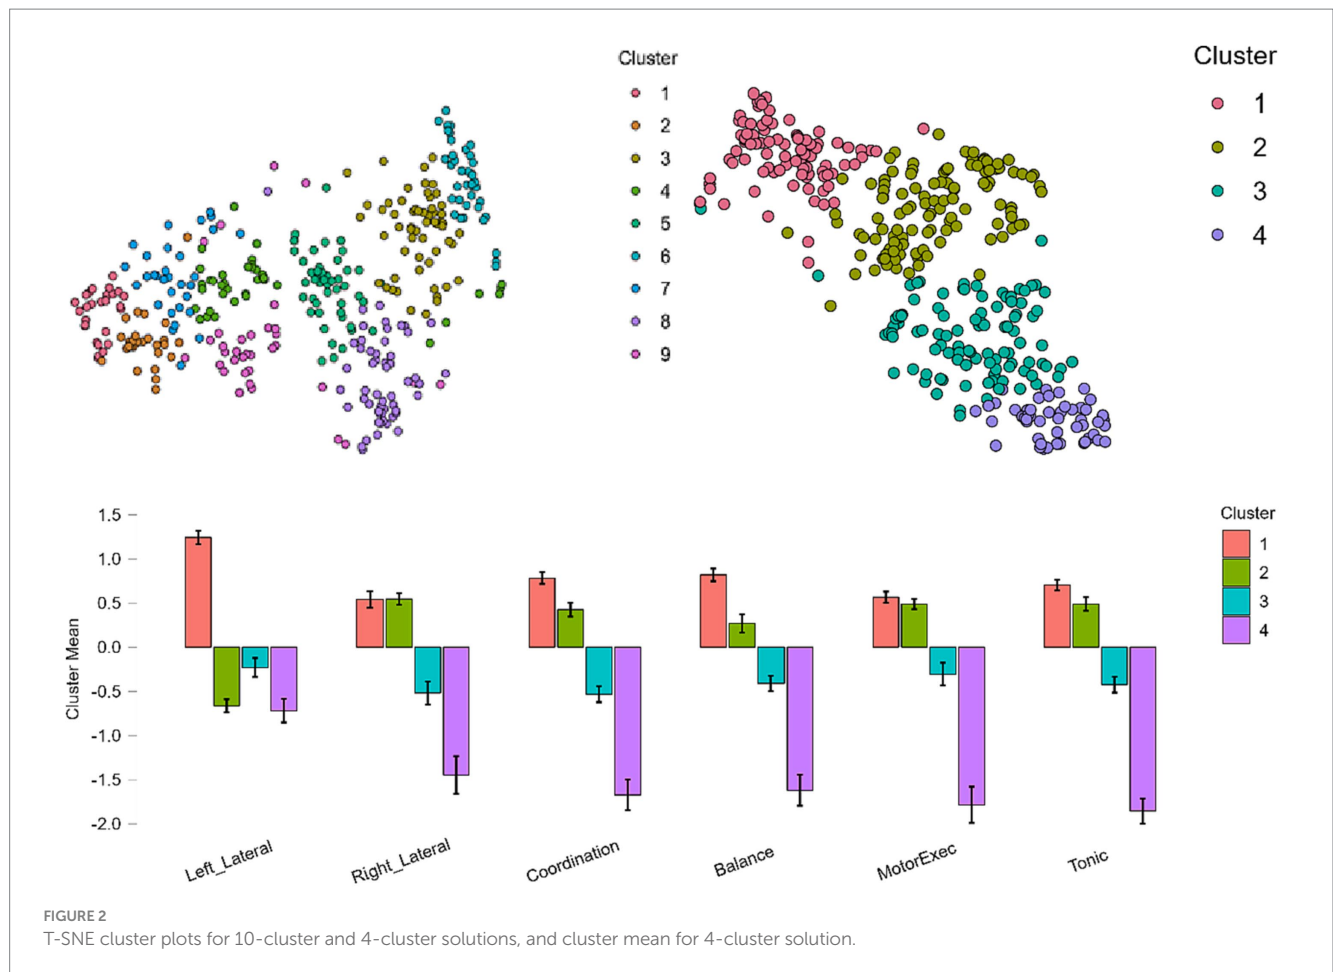 Cluster
1
2
3
4
5
6
7
8
9
Cluster
1
2
3
4
1.5
1.0
0.5
0.0
-0.5
-1.0
-1.5
-2.0
Cluster Mean
Left_Lateral
Right_Lateral
Coordination
Balance
MotorExec
Tonic
Cluster
1
2
3
4
FIGURE 2
T-SNE cluster plots for 10-cluster and 4-cluster solutions, and cluster mean for 4-cluster solution.